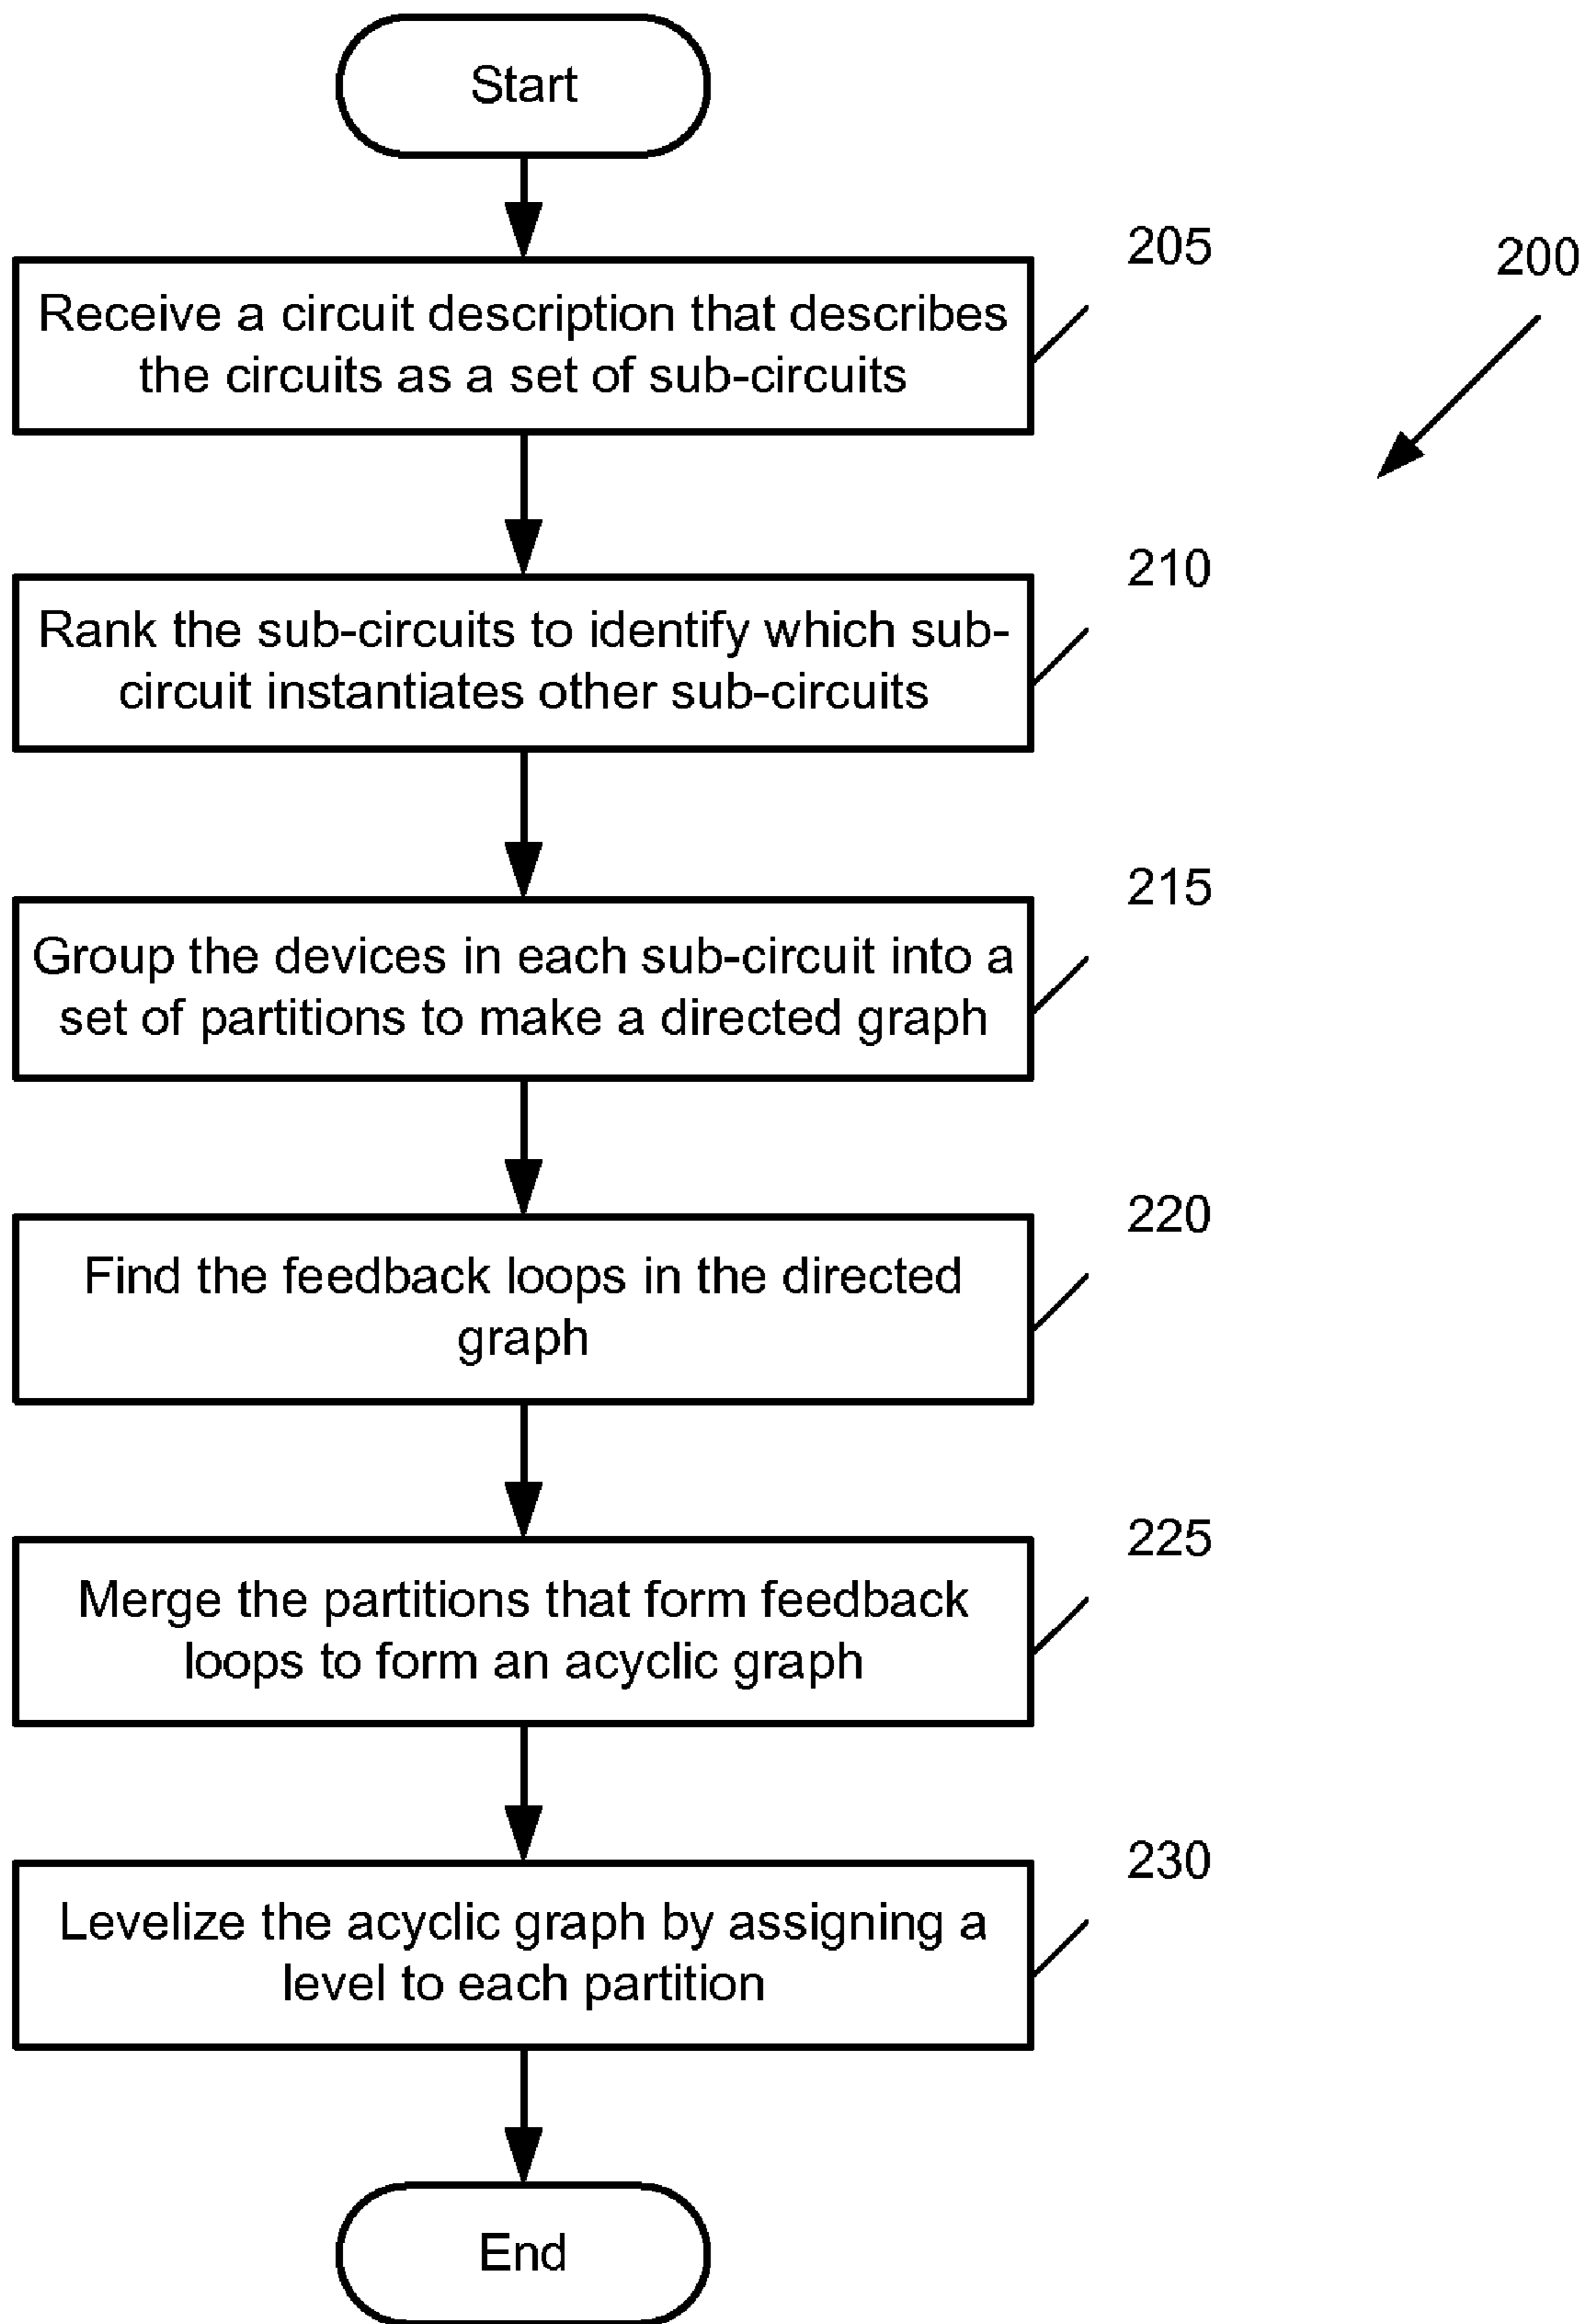 Start
205
200
Receive a circuit description that describes
the circuits as a set of sub-circuits
210
Rank the sub-circuits to identify which sub-
circuit instantiates other sub-circuits
215
Group the devices in each sub-circuit into a
set of partitions to make a directed graph
220
Find the feedback loops in the directed
graph
225
Merge the partitions that form feedback
loops to form an acyclic graph
230
Levelize the acyclic graph by assigning a
level to each partition
End